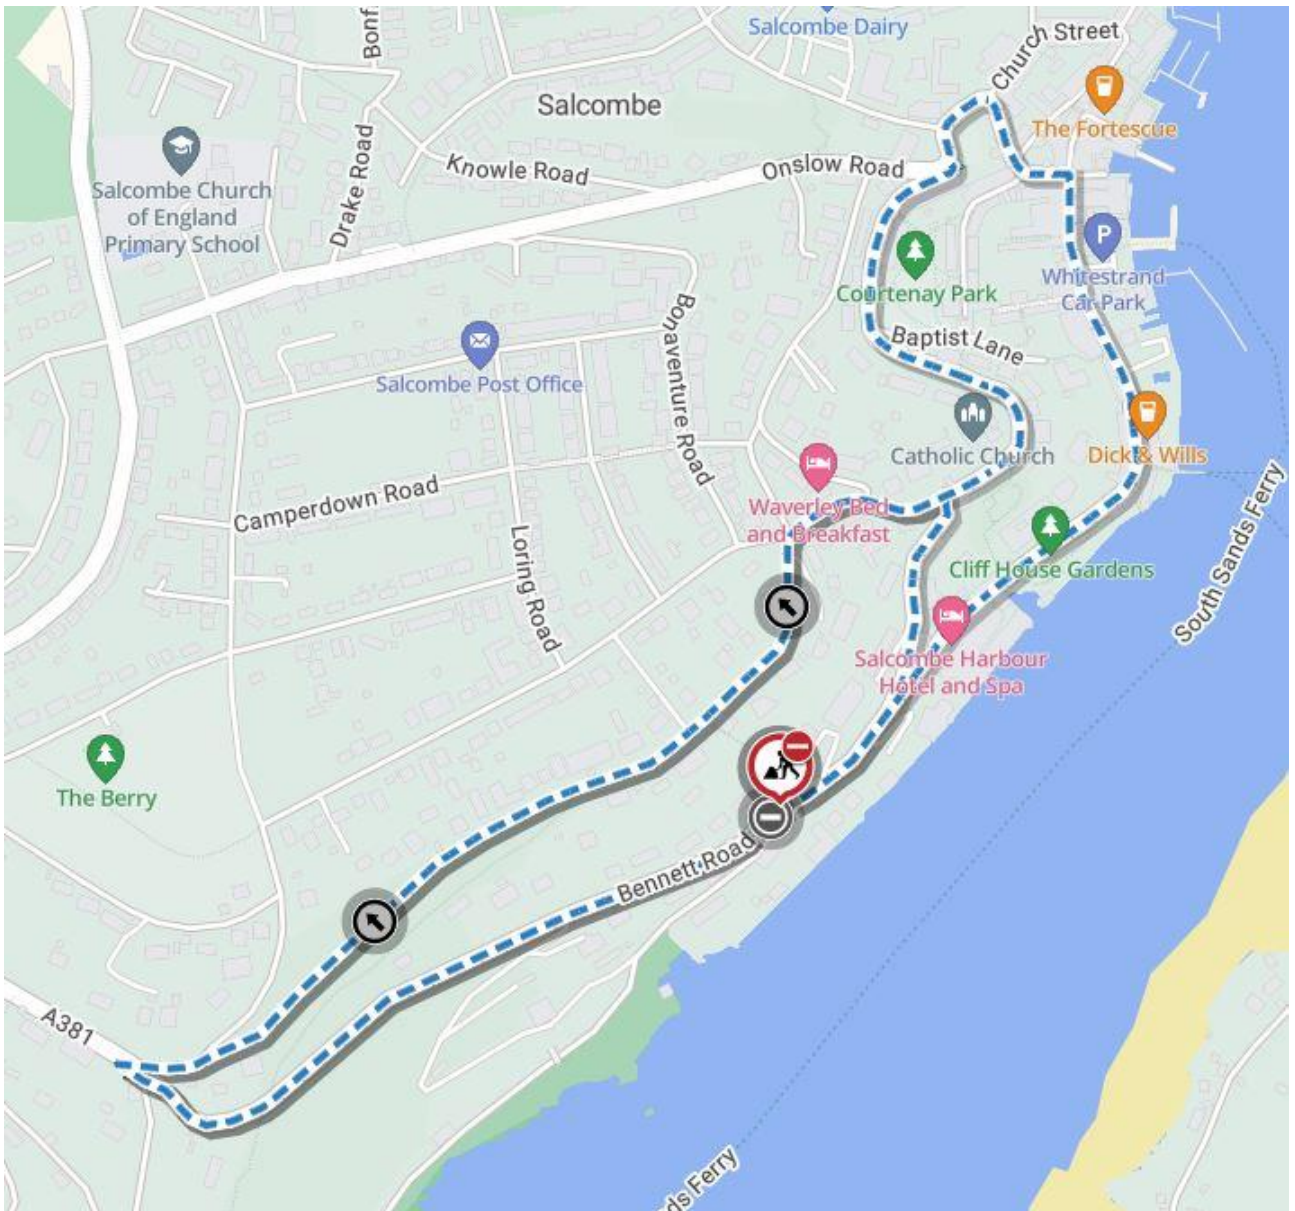 Salcombe Dairy
Church Street
Bonf
Salcombe
The Fortescue
Drake Road
Knowle Road
Onslow Road
Salcombe Church
of England
Primary School
P
Whitestrand
Car Park
Courtenay Park
Bonaventure Road
Baptist Lane
Salcombe Post Office
Catholic Church
Dick & Wills
Camperdown Road
Waverley Bed
and Breakfast
Loring Road
Cliff House Gardens
South Sands Ferry
Salcombe Harbour
Hotel and Spa
The Berry
Bennett Road
A381
ds Ferry